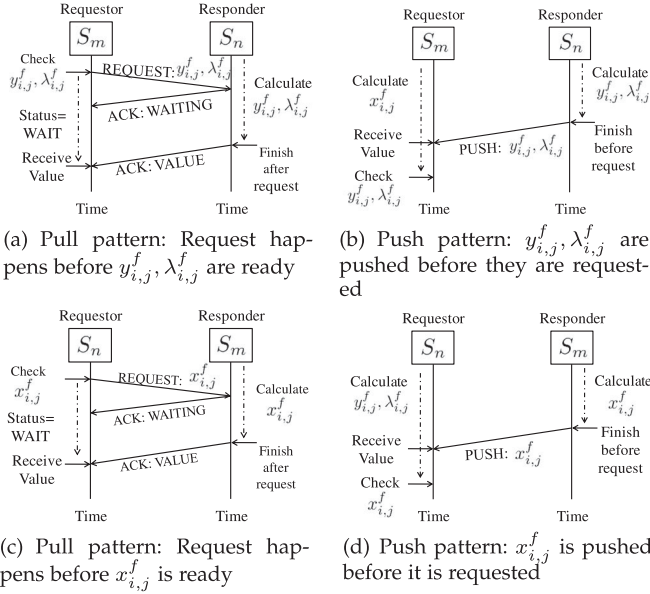 Requestor Responder
S_m S_n
Check
y^f_{i,j}, λ^f_{i,j}
REQUEST: y^f_{i,j}, λ^f_{i,j}
Calculate
y^f_{i,j}, λ^f_{i,j}
ACK: WAITING
Status=
WAIT
Receive
Value
ACK: VALUE
Finish
after
request
Time Time
(a) Pull pattern: Request hap-
pens before y^f_{i,j}, λ^f_{i,j} are ready
Requestor Responder
S_m S_n
Calculate
x^f_{i,j}
Calculate
y^f_{i,j}, λ^f_{i,j}
Receive
Value
PUSH: y^f_{i,j}, λ^f_{i,j}
Finish
before
request
Check
y^f_{i,j}, λ^f_{i,j}
Time Time
(b) Push pattern: y^f_{i,j}, λ^f_{i,j} are
pushed before they are request-
ed
Requestor Responder
S_n S_m
Check
x^f_{i,j}
REQUEST: x^f_{i,j}
Calculate
x^f_{i,j}
ACK: WAITING
Status=
WAIT
Receive
Value
ACK: VALUE
Finish
after
request
Time Time
(c) Pull pattern: Request hap-
pens before x^f_{i,j} is ready
Requestor Responder
S_n S_m
Calculate
y^f_{i,j}, λ^f_{i,j}
Calculate
x^f_{i,j}
Receive
Value
PUSH: x^f_{i,j}
Finish
before
request
Check
x^f_{i,j}
Time Time
(d) Push pattern: x^f_{i,j} is pushed
before it is requested